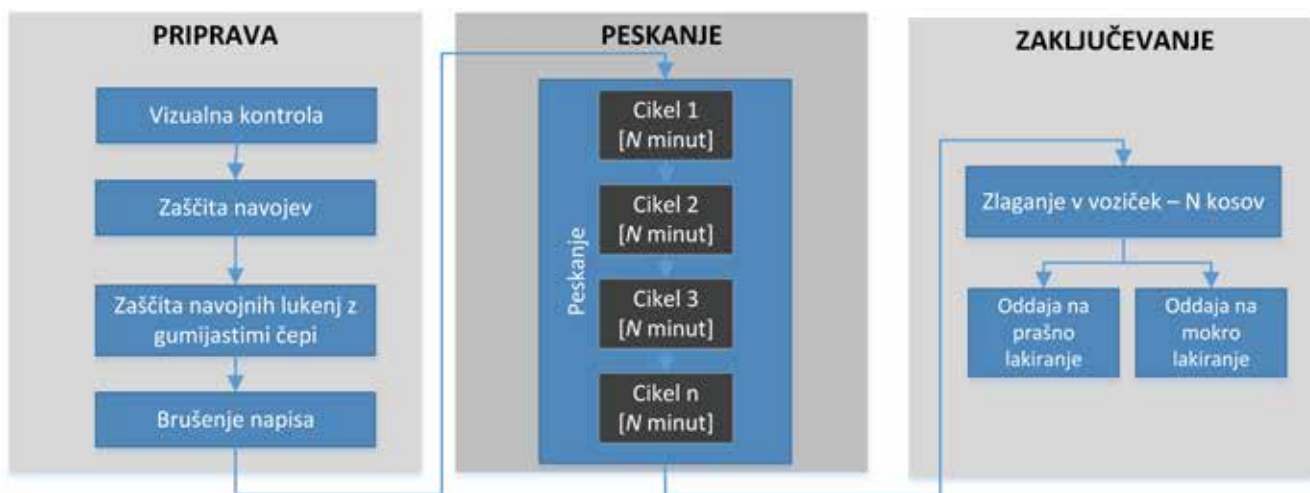 PRIPRAVA
Vizualna kontrola
Zaščita navojev
Zaščita navojnih lukenj z
gumijastimi čepi
Brušenje napisa
PESKANJE
Peskanje
Cikel 1
[N minut]
Cikel 2
[N minut]
Cikel 3
[N minut]
Cikel n
[N minut]
ZAKLJUČEVANJE
Zlaganje v voziček – N kosov
Oddaja na
prašno
lakiranje
Oddaja na
mokro
lakiranje